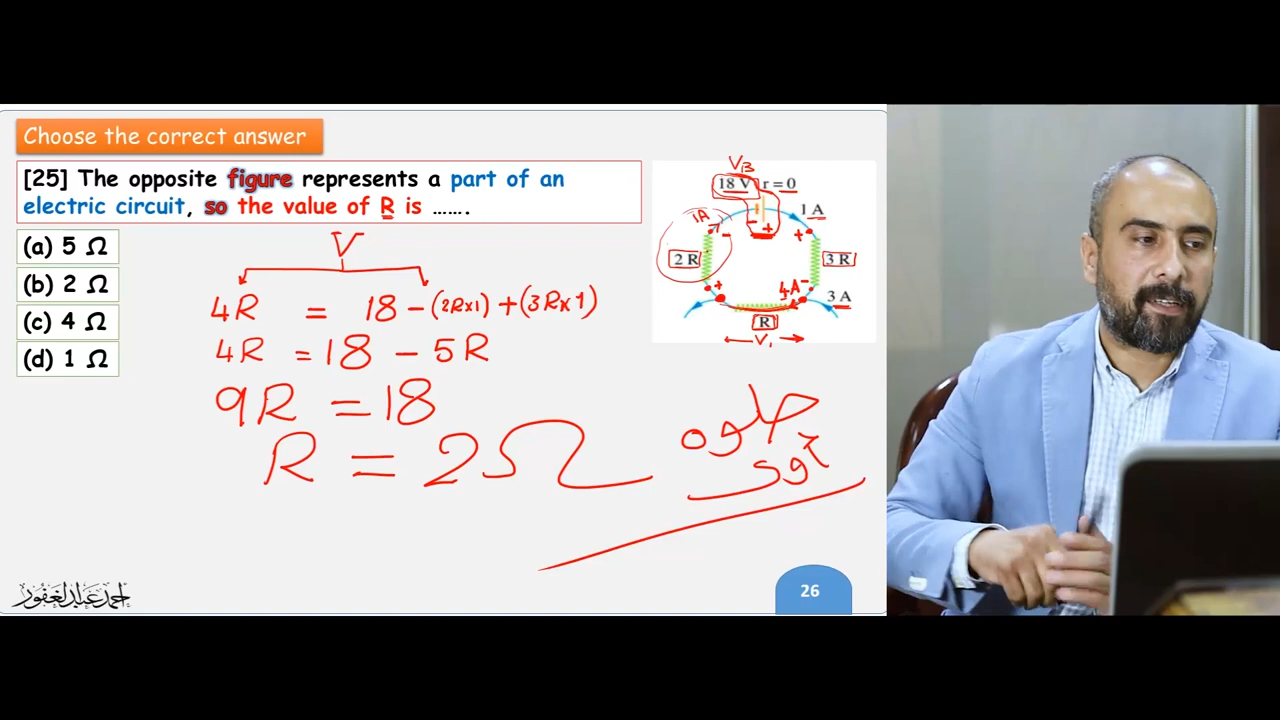 Choose the correct answer
[25] The opposite figure represents a part of an
electric circuit, so the value of R is …….
(a) 5 Ω
(b) 2 Ω
(c) 4 Ω
(d) 1 Ω
V
4R = 18 - (2R×1) + (3R×1)
4R = 18 - 5R
9R = 18
R = 2Ω
VB
18 V r = 0
1A
1 A
- +
- +
2 R
3 R
+
4A -
3 A
R
V1
حلوه
احمد عبدالغفور
26